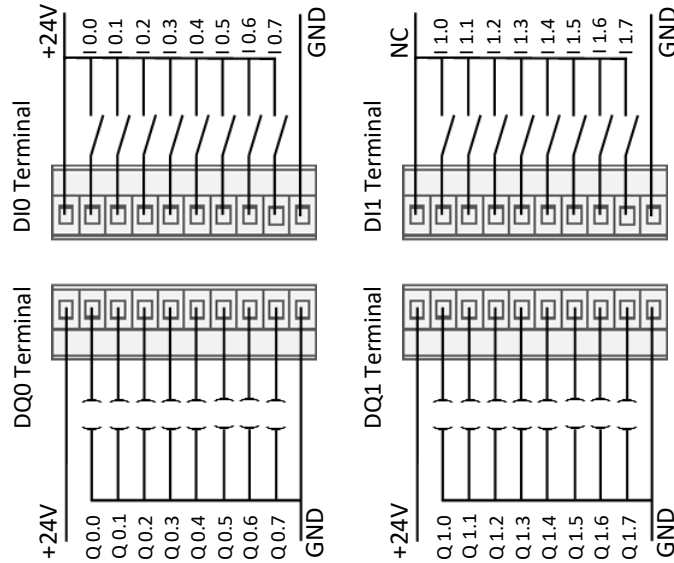 +24V
I 0.0
I 0.1
I 0.2
I 0.3
I 0.4
I 0.5
I 0.6
I 0.7
GND
DI0 Terminal
NC
I 1.0
I 1.1
I 1.2
I 1.3
I 1.4
I 1.5
I 1.6
I 1.7
GND
DI1 Terminal
DQ0 Terminal
+24V
Q 0.0
Q 0.1
Q 0.2
Q 0.3
Q 0.4
Q 0.5
Q 0.6
Q 0.7
GND
DQ1 Terminal
+24V
Q 1.0
Q 1.1
Q 1.2
Q 1.3
Q 1.4
Q 1.5
Q 1.6
Q 1.7
GND